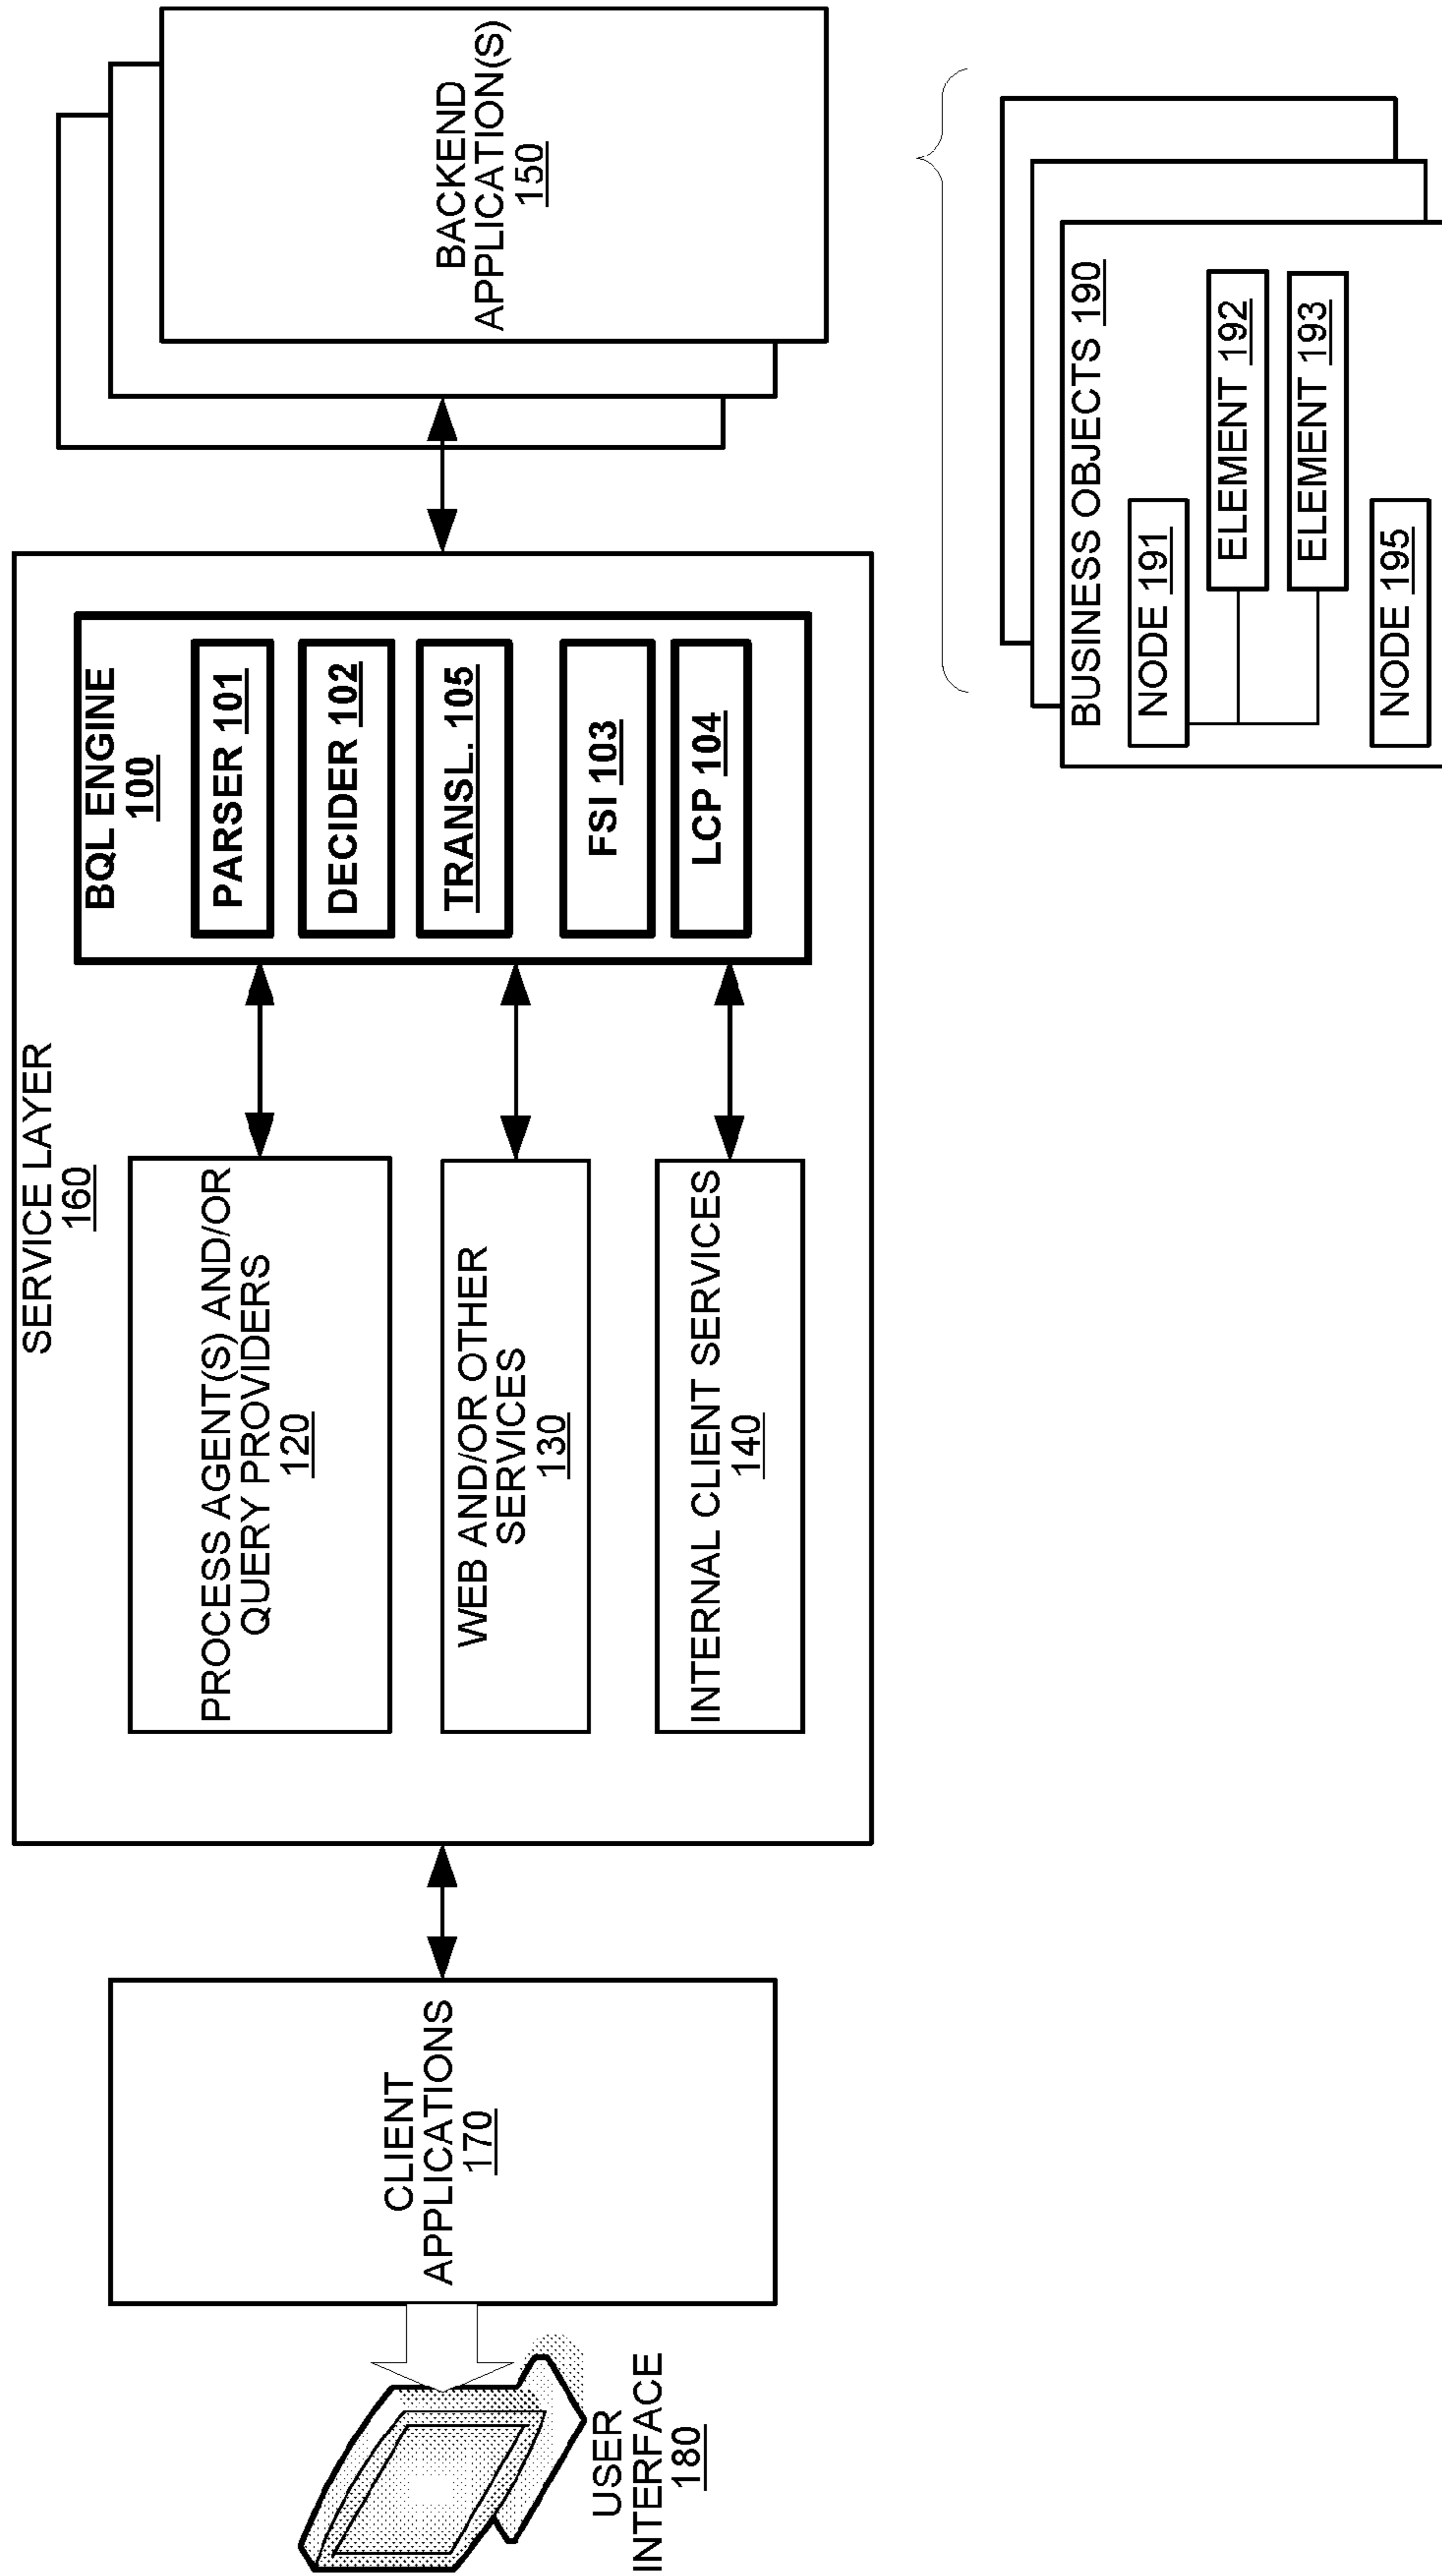 USER
INTERFACE
180
CLIENT
APPLICATIONS
170
SERVICE LAYER
160
PROCESS AGENT(S) AND/OR
QUERY PROVIDERS
120
WEB AND/OR OTHER
SERVICES
130
INTERNAL CLIENT SERVICES
140
BQL ENGINE
100
PARSER 101
DECIDER 102
TRANSL. 105
FSI 103
LCP 104
BACKEND
APPLICATION(S)
150
BUSINESS OBJECTS 190
NODE 191
ELEMENT 192
ELEMENT 193
NODE 195